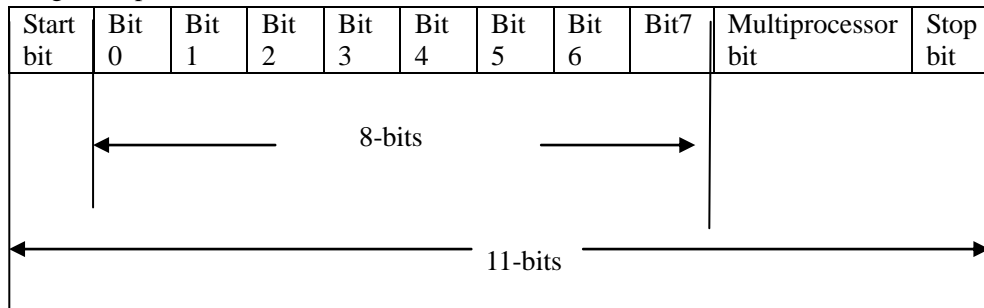 Start Bit Bit Bit Bit Bit Bit Bit Bit7 Multiprocessor Stop
bit 0 1 2 3 4 5 6 bit bit
8-bits
11-bits